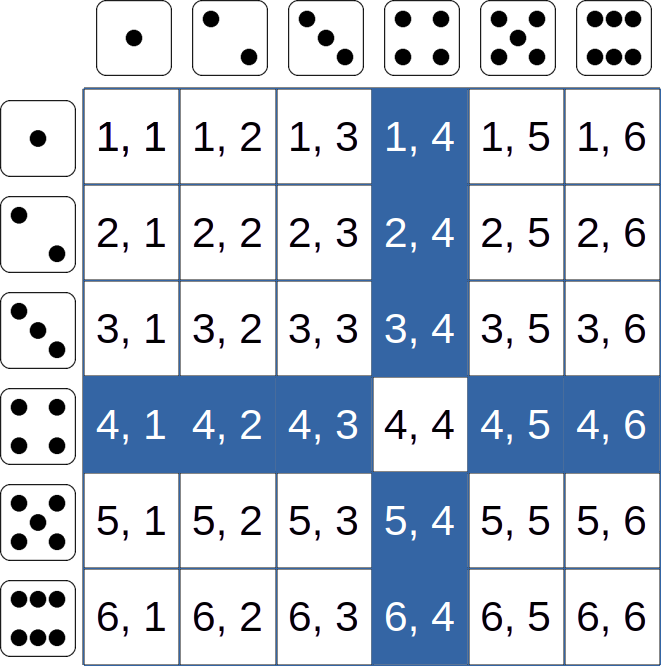 1, 1 1, 2 1, 3 1, 4 1, 5 1, 6
2, 1 2, 2 2, 3 2, 4 2, 5 2, 6
3, 1 3, 2 3, 3 3, 4 3, 5 3, 6
4, 1 4, 2 4, 3 4, 4 4, 5 4, 6
5, 1 5, 2 5, 3 5, 4 5, 5 5, 6
6, 1 6, 2 6, 3 6, 4 6, 5 6, 6